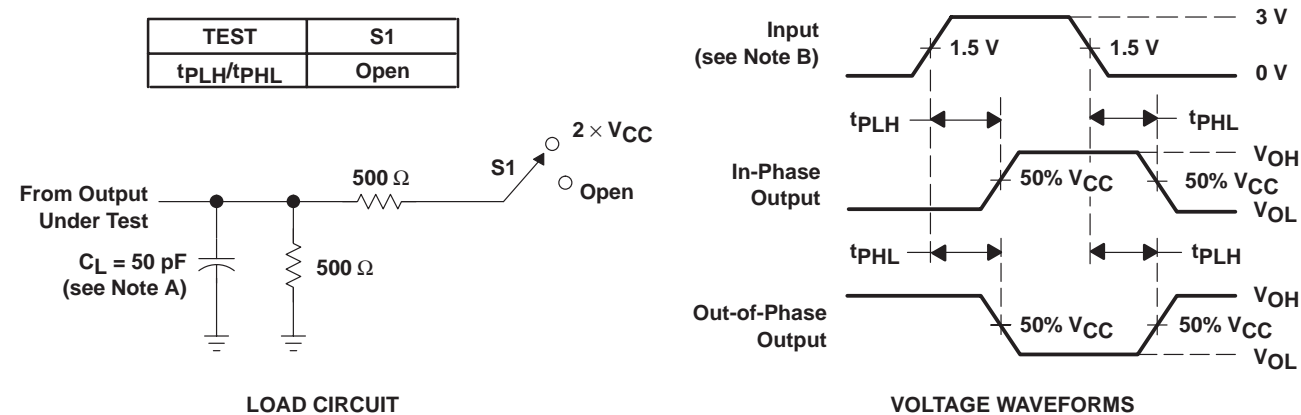 TEST S1
tPLH/tPHL Open
2 × VCC
S1
Open
500 Ω
From Output
Under Test
CL = 50 pF
(see Note A)
500 Ω
LOAD CIRCUIT
Input
(see Note B)
1.5 V
1.5 V
3 V
0 V
tPLH
tPHL
In-Phase
Output
50% VCC
50% VCC
VOH
VOL
tPHL
tPLH
Out-of-Phase
Output
50% VCC
50% VCC
VOH
VOL
VOLTAGE WAVEFORMS